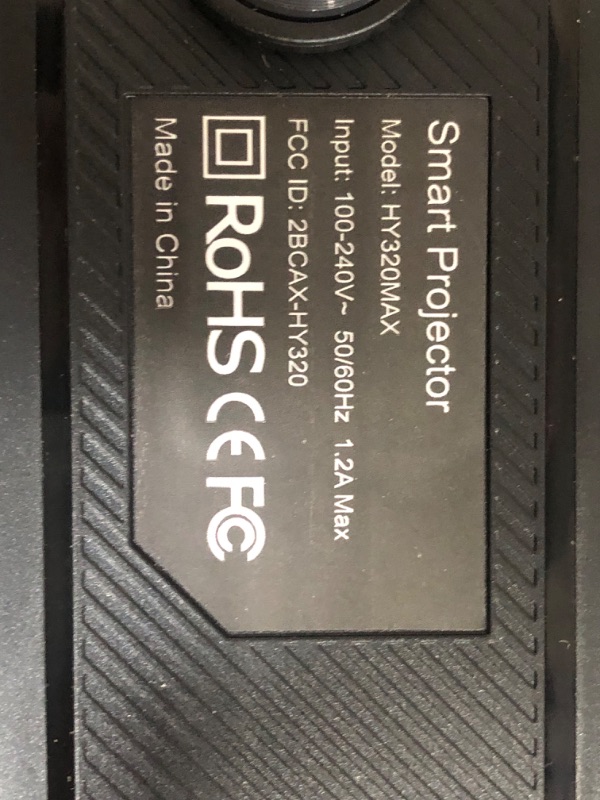 Smart Projector
Model: HY320MAX
Input: 100-240V~ 50/60Hz 1.2A Max
FCC ID: 2BCAX-HY320
RoHS CE FC
Made in China